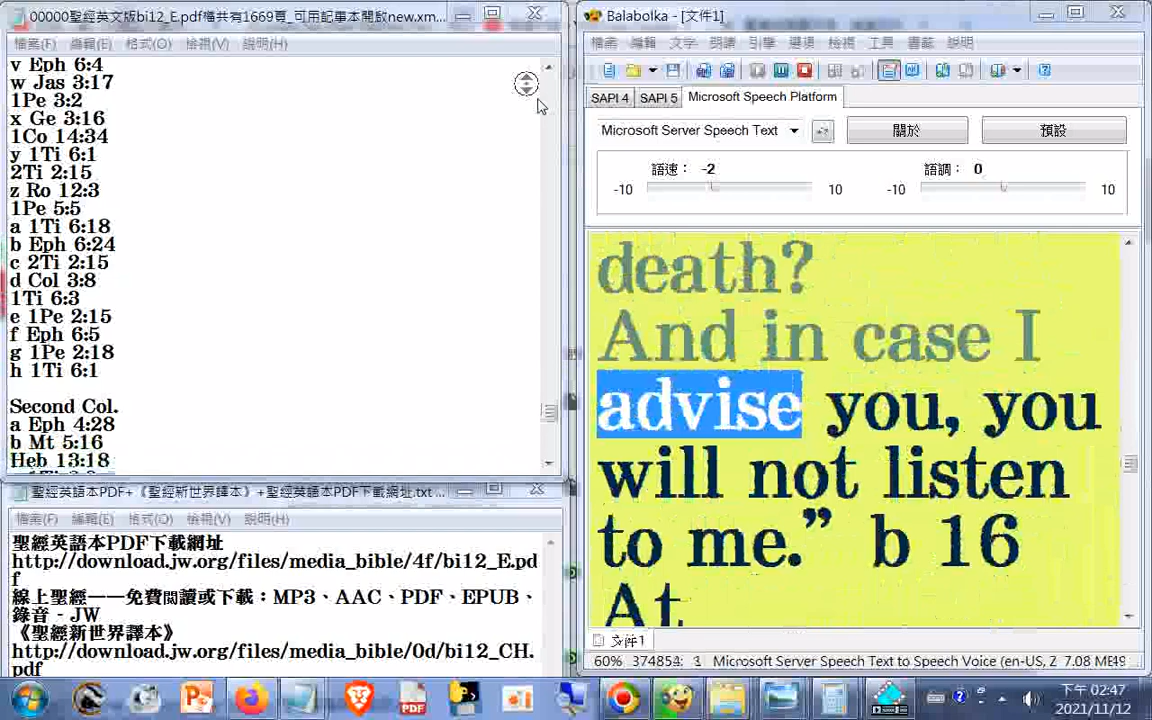 00000聖經英文版bi12_E.pdf檔共有1669頁_可用記事本開啟new.xm...
檔案(F) 編輯(E) 格式(O) 檢視(V) 說明(H)
v Eph 6:4
w Jas 3:17
1Pe 3:2
x Ge 3:16
1Co 14:34
y 1Ti 6:1
2Ti 2:15
z Ro 12:3
1Pe 5:5
a 1Ti 6:18
b Eph 6:24
c 2Ti 2:15
d Col 3:8
1Ti 6:3
e 1Pe 2:15
f Eph 6:5
g 1Pe 2:18
h 1Ti 6:1
Second Col.
a Eph 4:28
b Mt 5:16
Heb 13:18
聖經英語本PDF+《聖經新世界譯本》+聖經英語本PDF下載網址.txt ...
檔案(F) 編輯(E) 格式(O) 檢視(V) 說明(H)
聖經英語本PDF下載網址
http://download.jw.org/files/media_bible/4f/bi12_E.pd
f
線上聖經——免費閱讀或下載：MP3、AAC、PDF、EPUB、
錄音 - JW
《聖經新世界譯本》
http://download.jw.org/files/media_bible/0d/bi12_CH.
pdf
Balabolka - [文件1]
檔案 編輯 文字 朗讀 引擎 選項 檢視 工具 書籤 說明
SAPI 4 SAPI 5 Microsoft Speech Platform
Microsoft Server Speech Text 關於 預設
語速： -2 語調： 0
-10 10 -10 10
death?
And in case I
advise you, you
will not listen
to me.” b 16
At
文件1
60% Microsoft Server Speech Text to Speech Voice (en-US, Z 7.08 ME
下午 02:47
2021/11/12